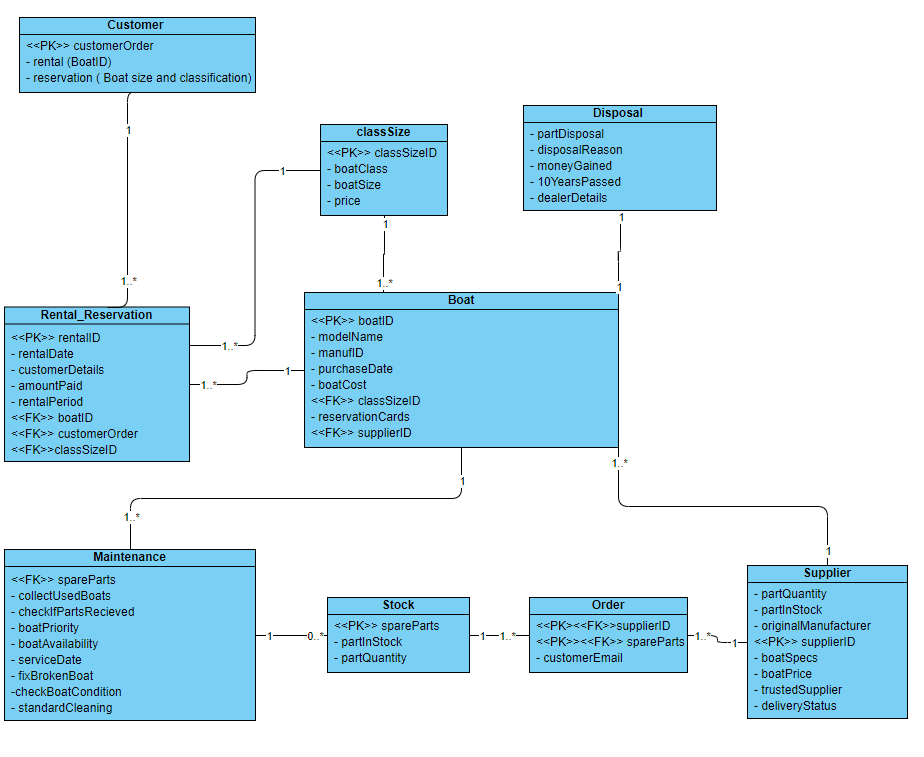 Customer
<<PK>> customerOrder
- rental (BoatID)
- reservation ( Boat size and classification)
1
1..*
classSize
<<PK>> classSizeID
- boatClass
- boatSize
- price
1
1
1..*
Disposal
- partDisposal
- disposalReason
- moneyGained
- 10YearsPassed
- dealerDetails
1
1
Rental_Reservation
<<PK>> rentalID
- rentalDate
- customerDetails
- amountPaid
- rentalPeriod
<<FK>> boatID
<<FK>> customerOrder
<<FK>>classSizeID
1..*
1..*
1
Boat
<<PK>> boatID
- modelName
- manufID
- purchaseDate
- boatCost
<<FK>> classSizeID
- reservationCards
<<FK>> supplierID
1
1..*
1..*
1
Maintenance
<<FK>> spareParts
- collectUsedBoats
- checkIfPartsRecieved
- boatPriority
- boatAvailability
- serviceDate
- fixBrokenBoat
-checkBoatCondition
- standardCleaning
1
0..*
Stock
<<PK>> spareParts
- partInStock
- partQuantity
1
1..*
Order
<<PK><<FK>>supplierID
<<PK>><<FK>> spareParts
- customerEmail
1..*
1
Supplier
- partQuantity
- partInStock
- originalManufacturer
<<PK>> supplierID
- boatSpecs
- boatPrice
- trustedSupplier
- deliveryStatus